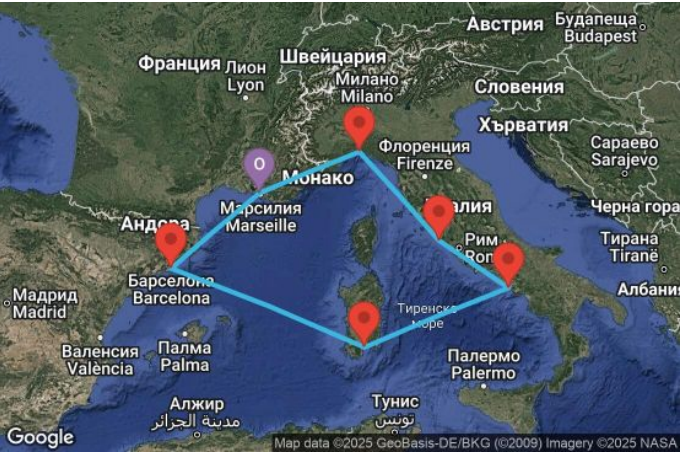 Австрия
Будапеща
Budapest
Франция
Лион
Lyon
Швейцария
Милано
Milano
Словения
Хърватия
Флоренция
Firenze
Сараево
Sarajevo
О
Монако
Марсилия
Marseille
Андора
Рим
Черна гора
Тирана
Tiranë
Барселона
Barcelona
Албания
Мадрид
Madrid
Тиренско
море
Валенсия
València
Палма
Palma
Палермо
Palermo
Алжир
مدينة الجزائر
Тунис
تونس
Google
Map data ©2025 GeoBasis-DE/BKG (©2009) Imagery ©2025 NASA